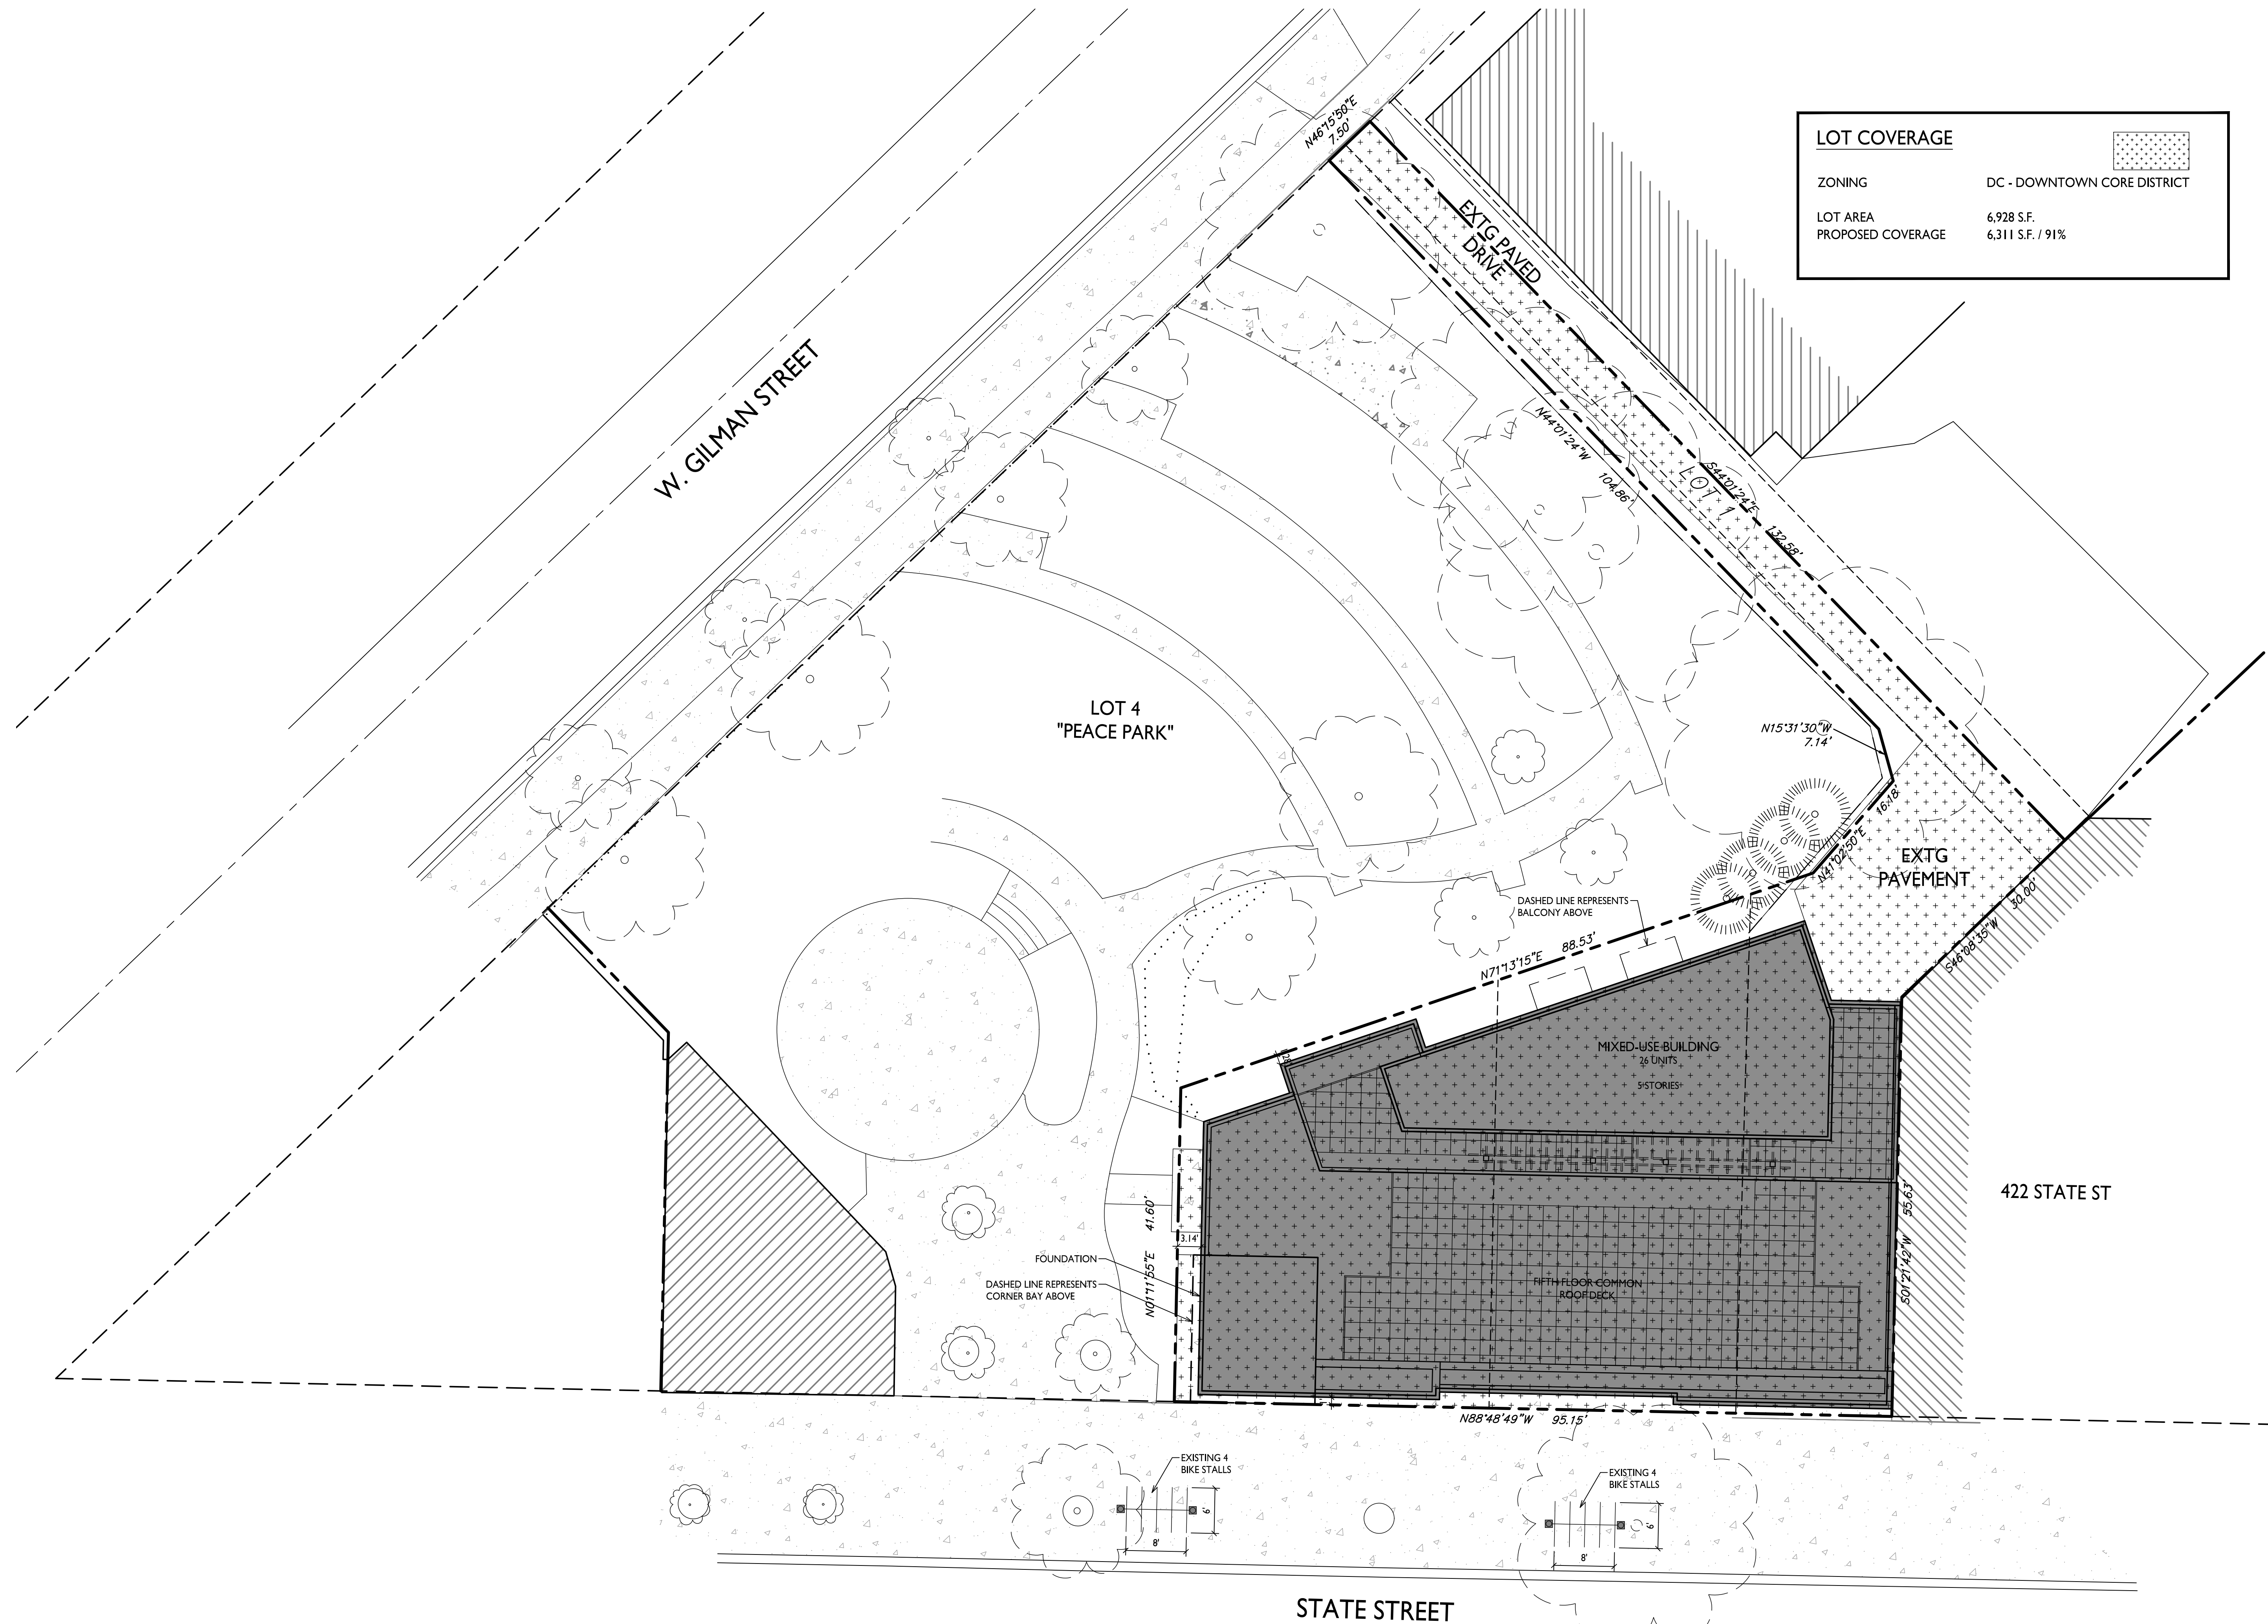 LOT COVERAGE
ZONING DC - DOWNTOWN CORE DISTRICT
LOT AREA 6,928 S.F.
PROPOSED COVERAGE 6,311 S.F. / 91%
N46°15'50"E
7.50'
EXTG PAVED
DRIVE
W. GILMAN STREET
N44°01'24"W 104.86'
LOT 1
S44°01'24"E 132.58'
LOT 4
"PEACE PARK"
N15°31'30"W
7.14'
N41°02'50"E 16.18'
EXTG
PAVEMENT
S46°08'35"W 30.00'
DASHED LINE REPRESENTS
BALCONY ABOVE
N71°13'15"E 88.53'
MIXED-USE BUILDING
26 UNITS
5 STORIES
422 STATE ST
N01°11'55"E 41.60'
3.14'
FOUNDATION
DASHED LINE REPRESENTS
CORNER BAY ABOVE
FIFTH FLOOR COMMON
ROOF DECK
S01°21'42"W 55.63'
N88°48'49"W 95.15'
EXISTING 4
BIKE STALLS
6'
8'
EXISTING 4
BIKE STALLS
6'
8'
STATE STREET